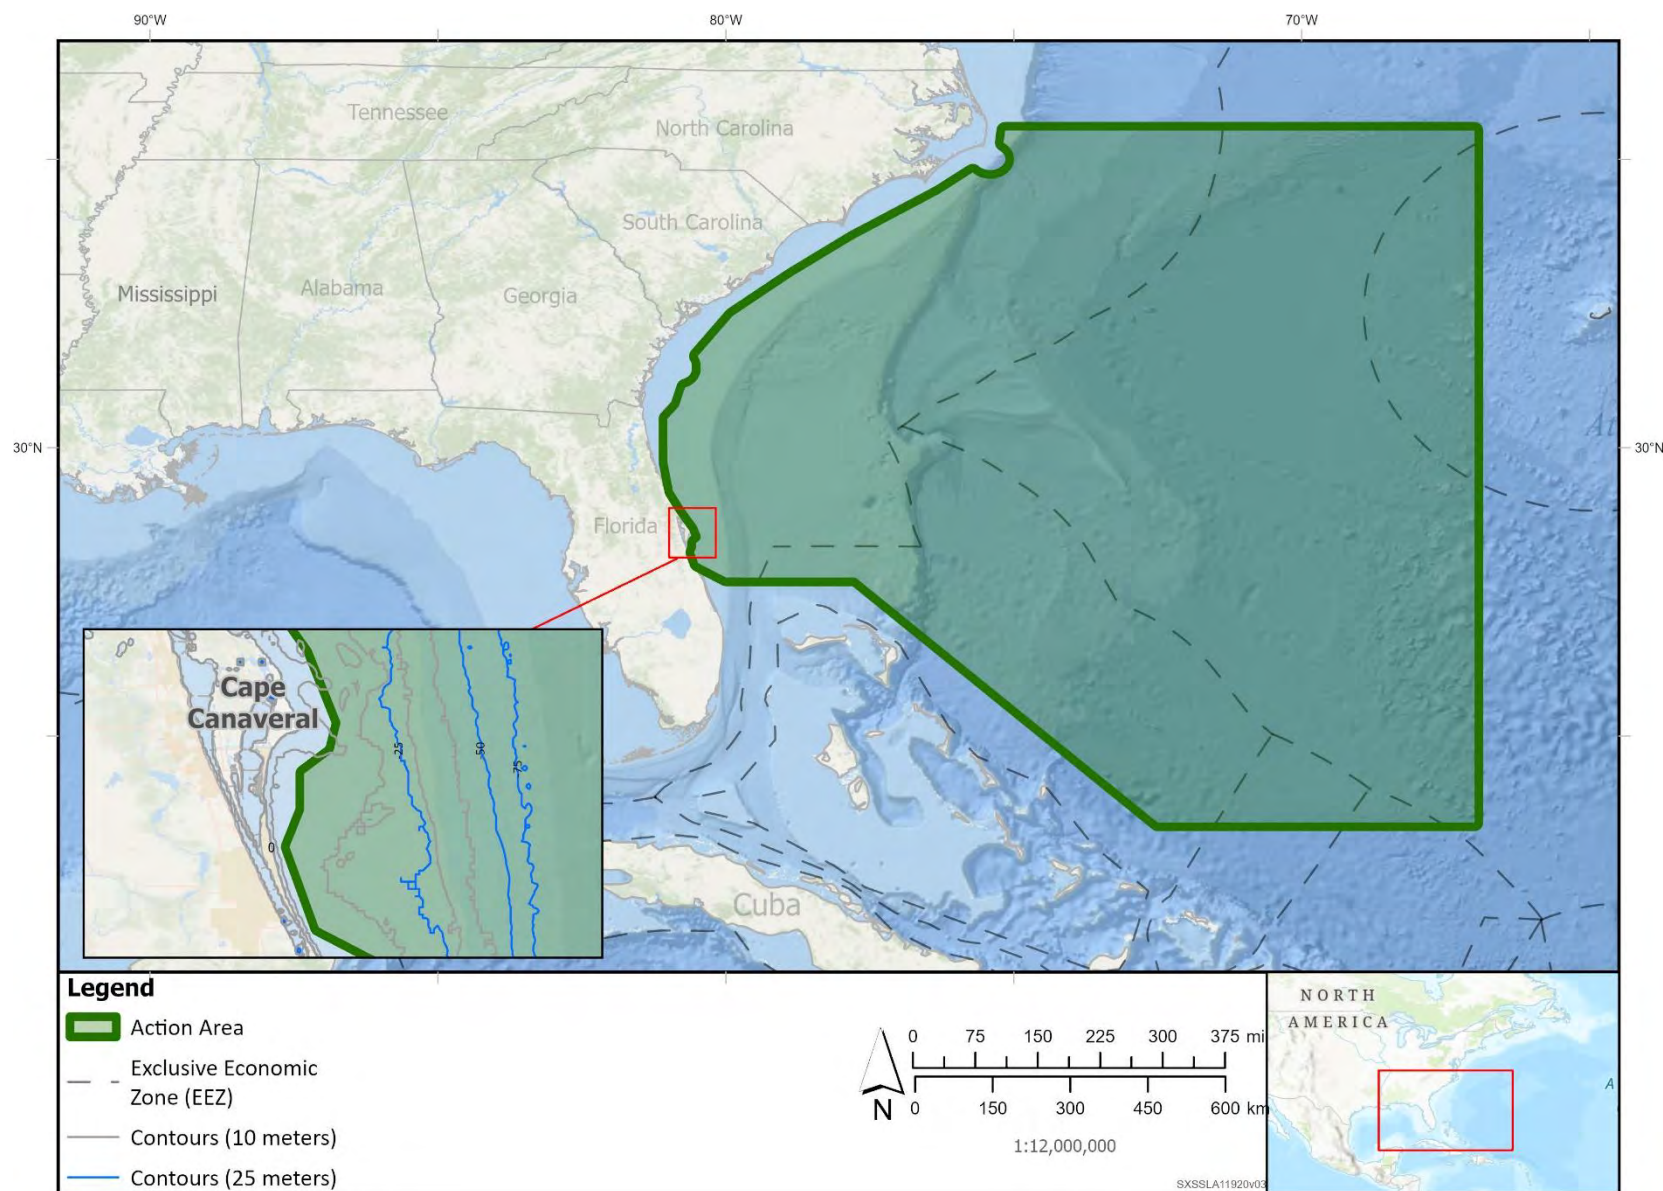 90°W
80°W
70°W
Tennessee
North Carolina
South Carolina
Mississippi
Alabama
Georgia
30°N
30°N
Florida
Cape
Canaveral
-25
-50
-75
0
Cuba
Legend
Action Area
Exclusive Economic
Zone (EEZ)
Contours (10 meters)
Contours (25 meters)
0 75 150 225 300 375 mi
0 150 300 450 600 km
N
1:12,000,000
SXSSLA11920v03
NORTH
AMERICA
A